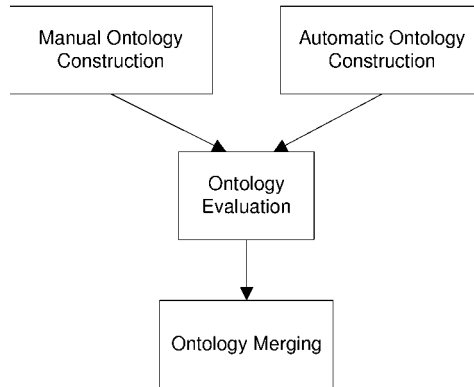 Manual Ontology
Construction
Automatic Ontology
Construction
Ontology
Evaluation
Ontology Merging